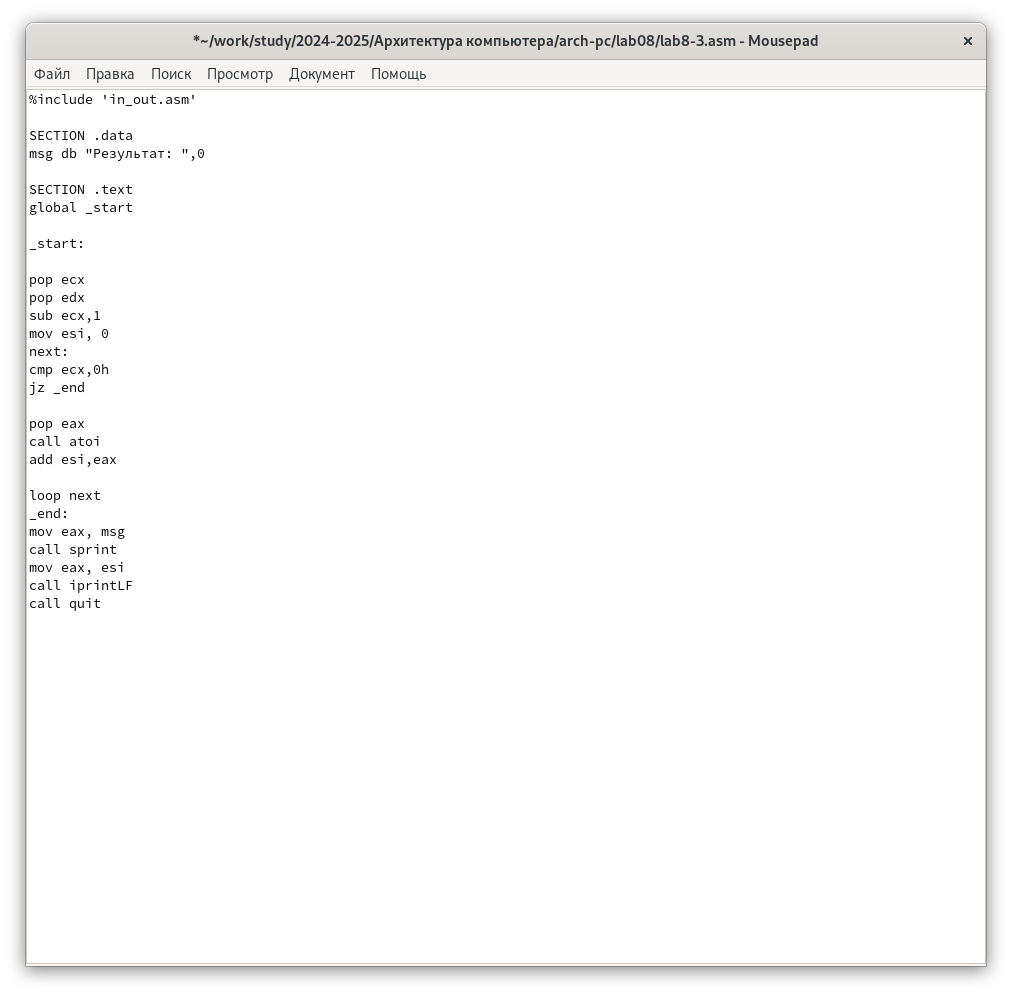 *~/work/study/2024-2025/Архитектура компьютера/arch-pc/lab08/lab8-3.asm - Mousepad
×
Файл Правка Поиск Просмотр Документ Помощь
%include 'in_out.asm'
SECTION .data
msg db "Результат: ",0
SECTION .text
global _start
_start:
pop ecx
pop edx
sub ecx,1
mov esi, 0
next:
cmp ecx,0h
jz _end
pop eax
call atoi
add esi,eax
loop next
_end:
mov eax, msg
call sprint
mov eax, esi
call iprintLF
call quit